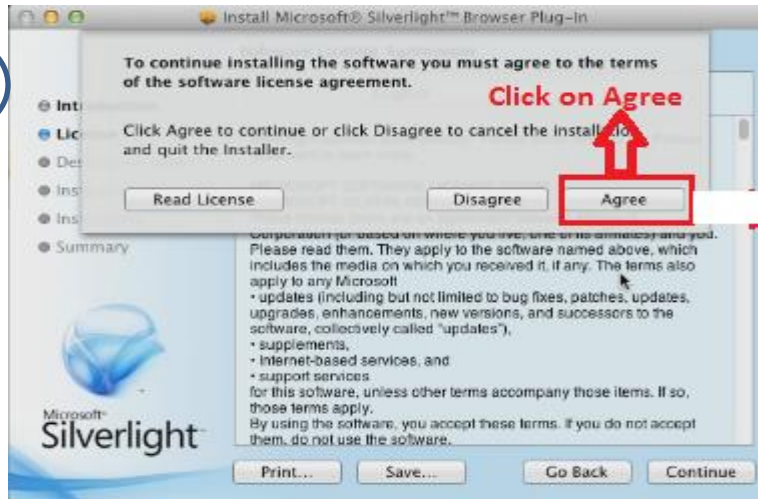 Install Microsoft® Silverlight™ Browser Plug-in
To continue installing the software you must agree to the terms
of the software license agreement.
Click on Agree
Click Agree to continue or click Disagree to cancel the
and quit the Installer.
Read License
Disagree
Agree
Int
Lic
De
Ins
Ins
Summary
Corporation (or based on where you live, one of its affiliates) and you.
Please read them. They apply to the software named above, which
includes the media on which you received it, if any. The terms also
apply to any Microsoft
• updates (including but not limited to bug fixes, patches, updates,
upgrades, enhancements, new versions, and successors to the
software, collectively called "updates"),
• supplements,
• Internet-based services, and
• support services
for this software, unless other terms accompany those items. If so,
those terms apply.
By using the software, you accept these terms. If you do not accept
them, do not use the software.
Microsoft®
Silverlight
Print...
Save...
Go Back
Continue